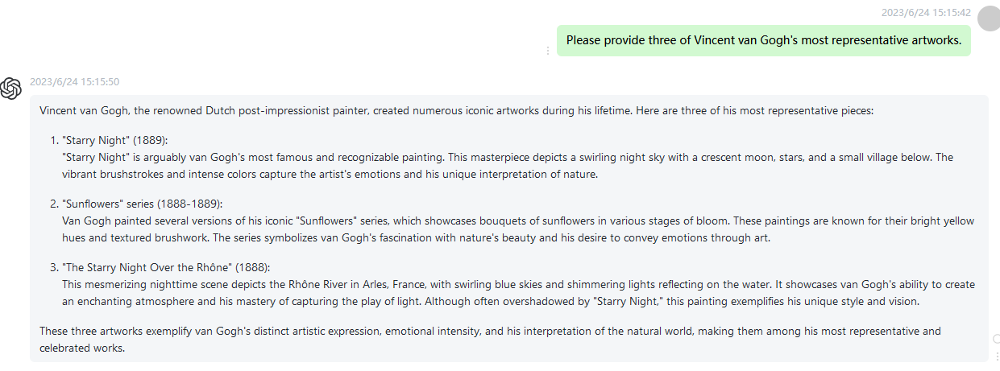 2023/6/24 15:15:42
Please provide three of Vincent van Gogh's most representative artworks.
2023/6/24 15:15:50
Vincent van Gogh, the renowned Dutch post-impressionist painter, created numerous iconic artworks during his lifetime. Here are three of his most representative pieces:
1. "Starry Night" (1889):
"Starry Night" is arguably van Gogh's most famous and recognizable painting. This masterpiece depicts a swirling night sky with a crescent moon, stars, and a small village below. The
vibrant brushstrokes and intense colors capture the artist's emotions and his unique interpretation of nature.
2. "Sunflowers" series (1888-1889):
Van Gogh painted several versions of his iconic "Sunflowers" series, which showcases bouquets of sunflowers in various stages of bloom. These paintings are known for their bright yellow
hues and textured brushwork. The series symbolizes van Gogh's fascination with nature's beauty and his desire to convey emotions through art.
3. "The Starry Night Over the Rhône" (1888):
This mesmerizing nighttime scene depicts the Rhône River in Arles, France, with swirling blue skies and shimmering lights reflecting on the water. It showcases van Gogh's ability to create
an enchanting atmosphere and his mastery of capturing the play of light. Although often overshadowed by "Starry Night," this painting exemplifies his unique style and vision.
These three artworks exemplify van Gogh's distinct artistic expression, emotional intensity, and his interpretation of the natural world, making them among his most representative and
celebrated works.